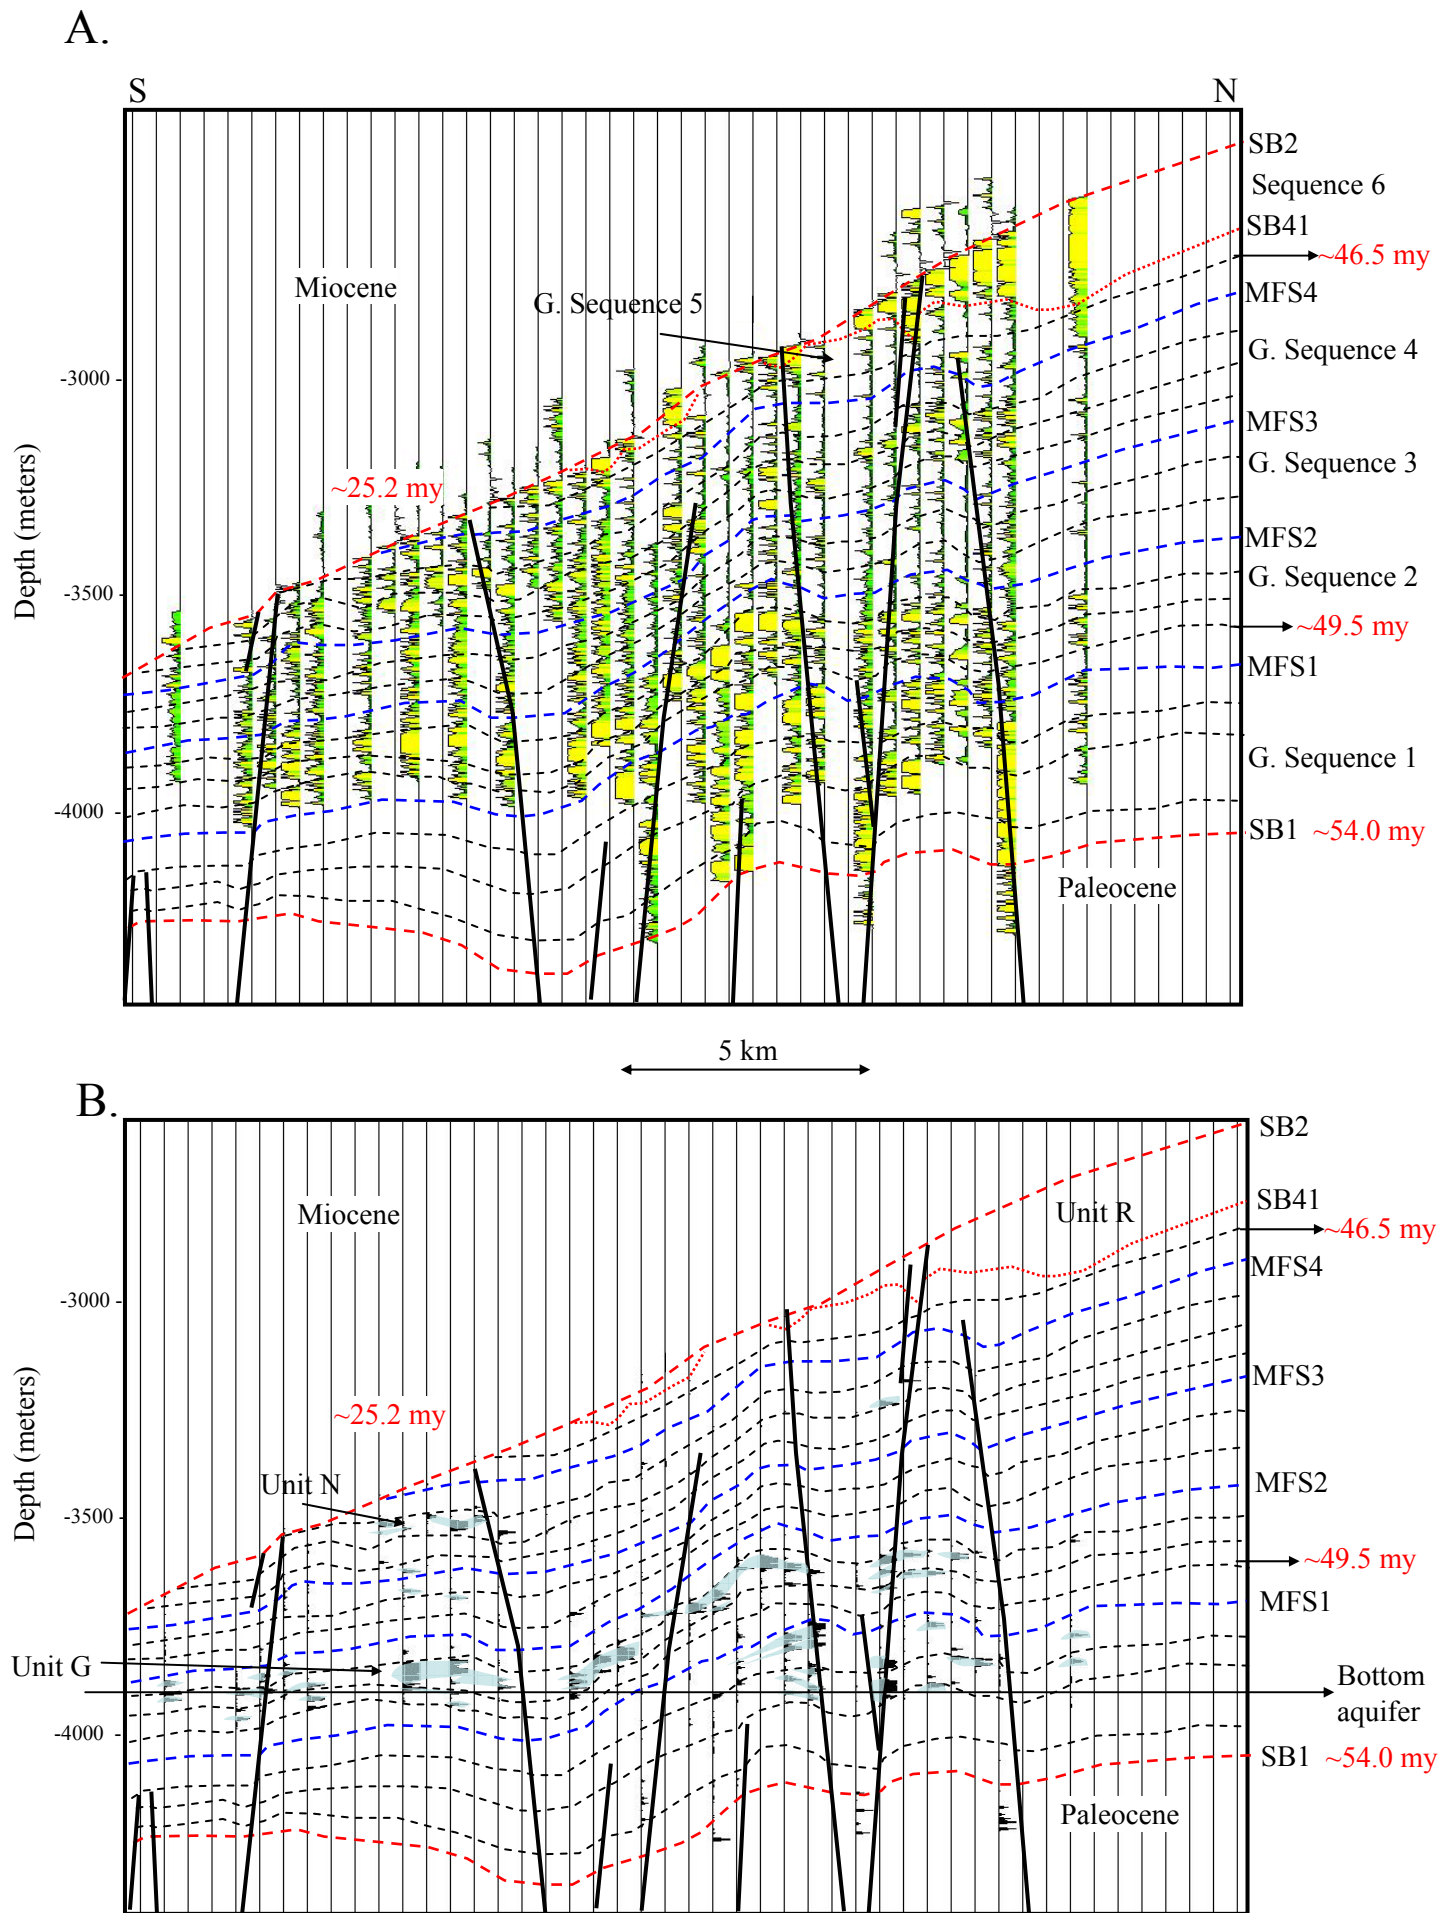 A.
S
N
SB2
Sequence 6
SB41
~46.5 my
Miocene
MFS4
G. Sequence 5
G. Sequence 4
-3000
MFS3
G. Sequence 3
~25.2 my
Depth (meters)
MFS2
G. Sequence 2
-3500
~49.5 my
MFS1
G. Sequence 1
-4000
SB1 ~54.0 my
Paleocene
5 km
B.
SB2
SB41
Miocene
Unit R
~46.5 my
MFS4
-3000
MFS3
~25.2 my
Depth (meters)
Unit N
MFS2
-3500
~49.5 my
MFS1
Unit G
Bottom
aquifer
-4000
SB1 ~54.0 my
Paleocene